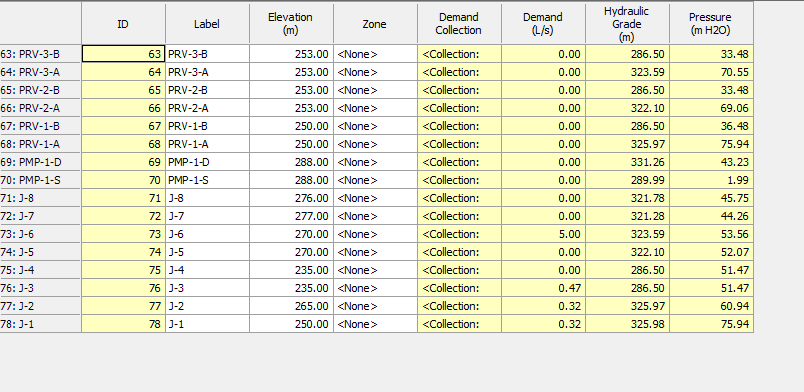 ID Label Elevation (m) Zone Demand Collection Demand (L/s) Hydraulic Grade (m) Pressure (m H2O)
63: PRV-3-B 63 PRV-3-B 253.00 <None> <Collection: 0.00 286.50 33.48
64: PRV-3-A 64 PRV-3-A 253.00 <None> <Collection: 0.00 323.59 70.55
65: PRV-2-B 65 PRV-2-B 253.00 <None> <Collection: 0.00 286.50 33.48
66: PRV-2-A 66 PRV-2-A 253.00 <None> <Collection: 0.00 322.10 69.06
67: PRV-1-B 67 PRV-1-B 250.00 <None> <Collection: 0.00 286.50 36.48
68: PRV-1-A 68 PRV-1-A 250.00 <None> <Collection: 0.00 325.97 75.94
69: PMP-1-D 69 PMP-1-D 288.00 <None> <Collection: 0.00 331.26 43.23
70: PMP-1-S 70 PMP-1-S 288.00 <None> <Collection: 0.00 289.99 1.99
71: J-8 71 J-8 276.00 <None> <Collection: 0.00 321.78 45.75
72: J-7 72 J-7 277.00 <None> <Collection: 0.00 321.28 44.26
73: J-6 73 J-6 270.00 <None> <Collection: 5.00 323.59 53.56
74: J-5 74 J-5 270.00 <None> <Collection: 0.00 322.10 52.07
75: J-4 75 J-4 235.00 <None> <Collection: 0.00 286.50 51.47
76: J-3 76 J-3 235.00 <None> <Collection: 0.47 286.50 51.47
77: J-2 77 J-2 265.00 <None> <Collection: 0.32 325.97 60.94
78: J-1 78 J-1 250.00 <None> <Collection: 0.32 325.98 75.94